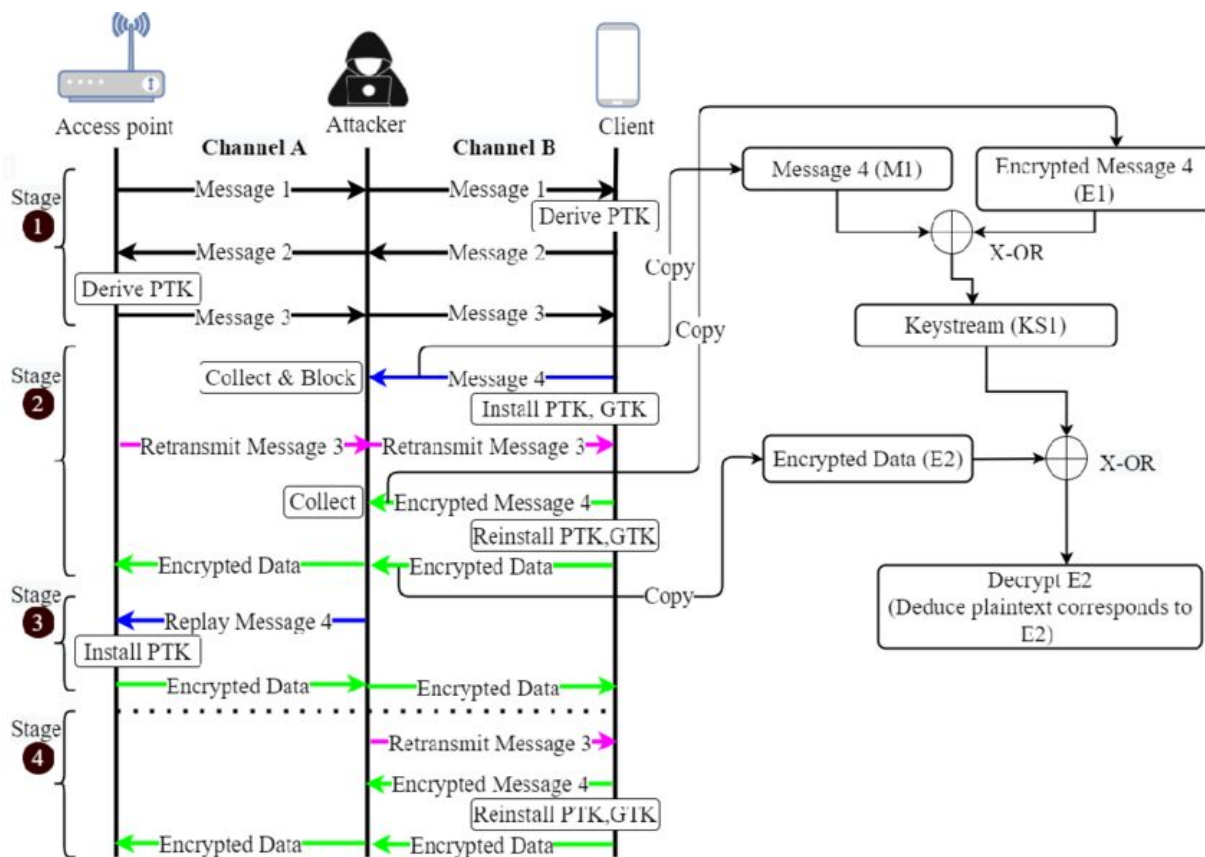 Access point
Attacker
Client
Channel A
Channel B
Stage
1
Message 1
Message 1
Derive PTK
Message 2
Message 2
Derive PTK
Message 3
Message 3
Stage
2
Collect & Block
Message 4
Install PTK, GTK
Retransmit Message 3
Retransmit Message 3
Collect
Encrypted Message 4
Reinstall PTK,GTK
Encrypted Data
Encrypted Data
Stage
3
Replay Message 4
Install PTK
Encrypted Data
Encrypted Data
Stage
4
Retransmit Message 3
Encrypted Message 4
Reinstall PTK,GTK
Encrypted Data
Encrypted Data
Copy
Copy
Copy
Message 4 (M1)
Encrypted Message 4
(E1)
X-OR
Keystream (KS1)
Encrypted Data (E2)
X-OR
Decrypt E2
(Deduce plaintext corresponds to
E2)